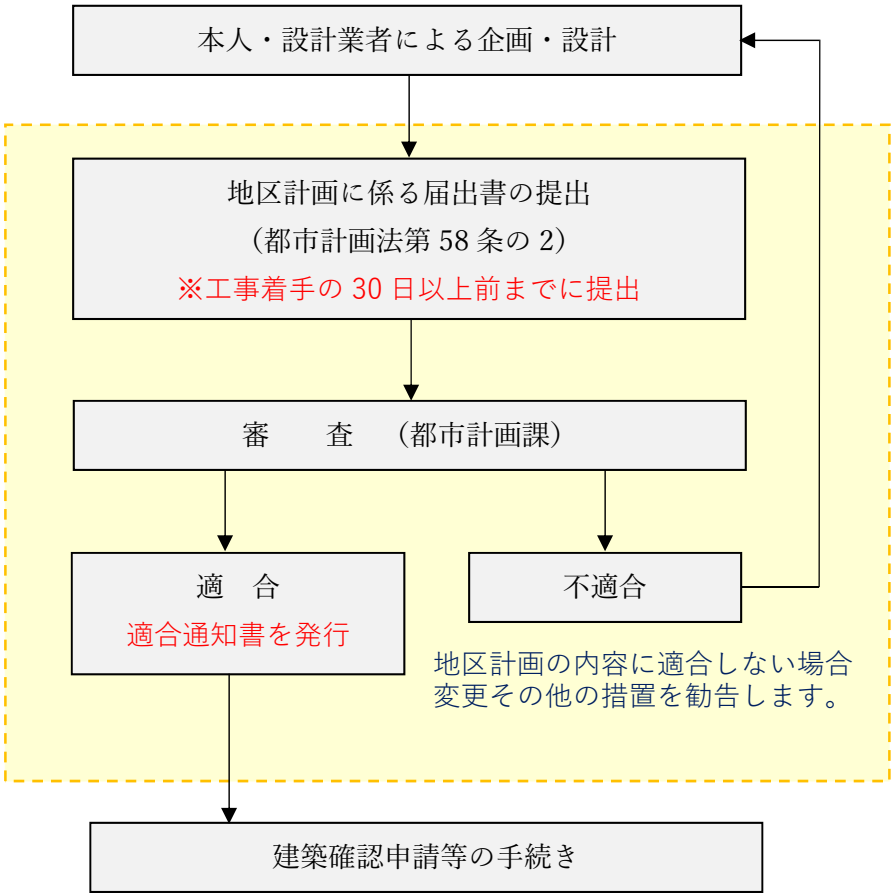 本人・設計業者による企画・設計
地区計画に係る届出書の提出
（都市計画法第 58 条の 2）
※工事着手の 30 日以上前までに提出
審　　査　（都市計画課）
適　合
適合通知書を発行
不適合
地区計画の内容に適合しない場合
変更その他の措置を勧告します。
建築確認申請等の手続き